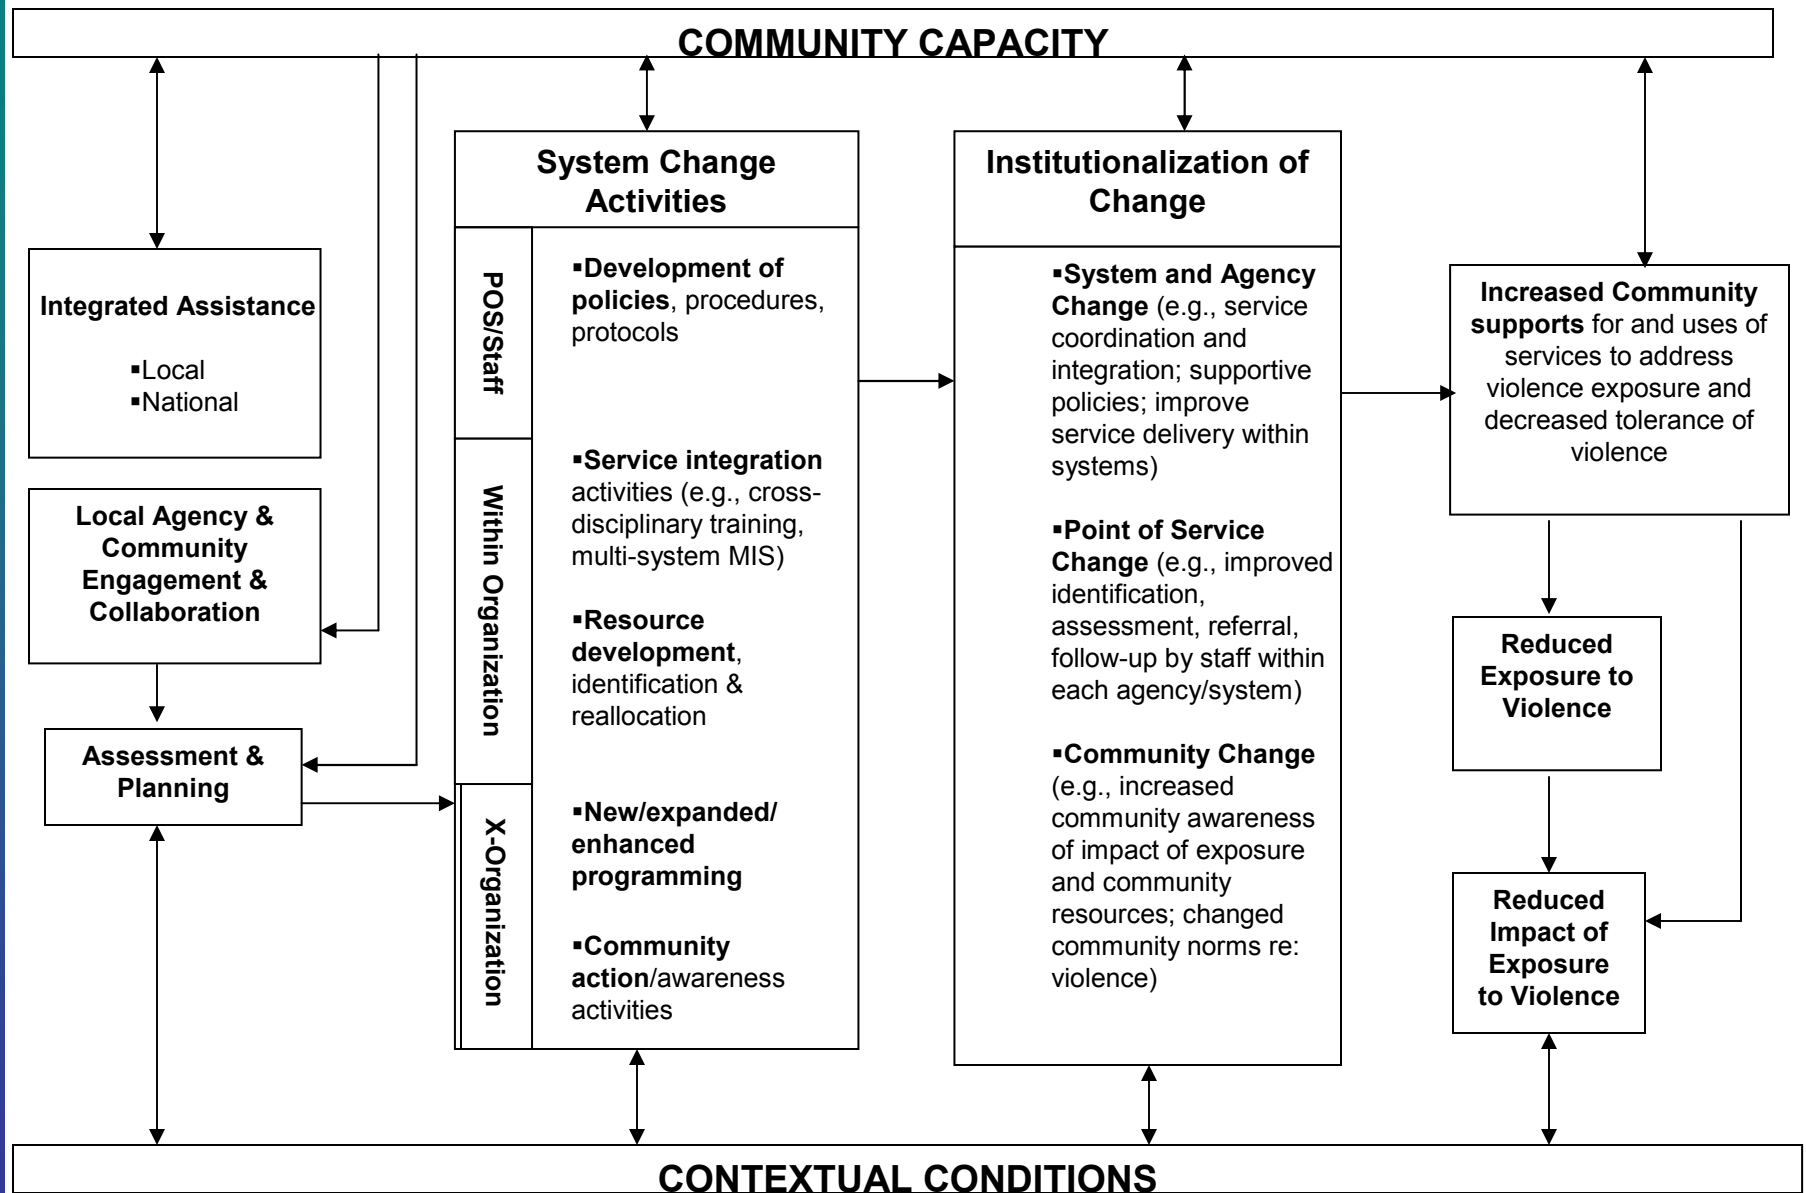 COMMUNITY CAPACITY
Integrated Assistance
▪Local
▪National
Local Agency &
Community
Engagement &
Collaboration
Assessment &
Planning
System Change
Activities
POS/Staff
Within Organization
X-Organization
▪Development of
policies, procedures,
protocols
▪Service integration
activities (e.g., cross-
disciplinary training,
multi-system MIS)
▪Resource
development,
identification &
reallocation
▪New/expanded/
enhanced
programming
▪Community
action/awareness
activities
Institutionalization of
Change
▪System and Agency
Change (e.g., service
coordination and
integration; supportive
policies; improve
service delivery within
systems)
▪Point of Service
Change (e.g., improved
identification,
assessment, referral,
follow-up by staff within
each agency/system)
▪Community Change
(e.g., increased
community awareness
of impact of exposure
and community
resources; changed
community norms re:
violence)
Increased Community
supports for and uses of
services to address
violence exposure and
decreased tolerance of
violence
Reduced
Exposure to
Violence
Reduced
Impact of
Exposure
to Violence
CONTEXTUAL CONDITIONS